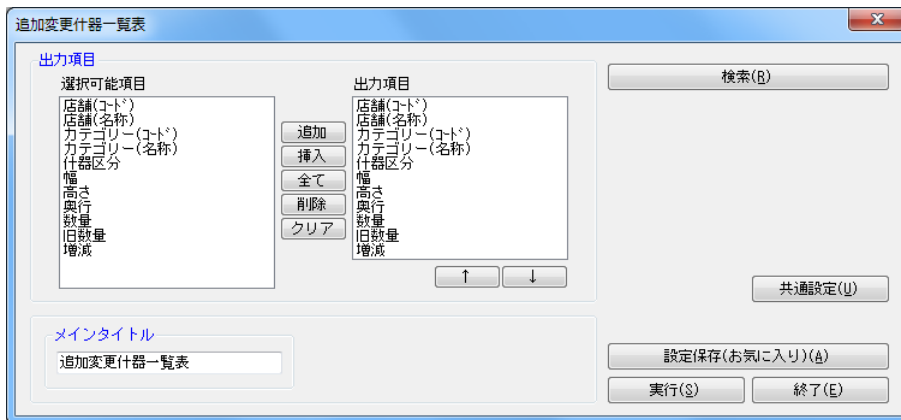 追加変更什器一覧表
出力項目
選択可能項目
店舗(ｺｰﾄﾞ)
店舗(名称)
カテゴリー(ｺｰﾄﾞ)
カテゴリー(名称)
什器区分
幅
高さ
奥行
数量
旧数量
増減
追加
挿入
全て
削除
クリア
出力項目
店舗(ｺｰﾄﾞ)
店舗(名称)
カテゴリー(ｺｰﾄﾞ)
カテゴリー(名称)
什器区分
幅
高さ
奥行
数量
旧数量
増減
↑ ↓
検索(R)
共通設定(U)
メインタイトル
追加変更什器一覧表
設定保存(お気に入り)(A)
実行(S) 終了(E)